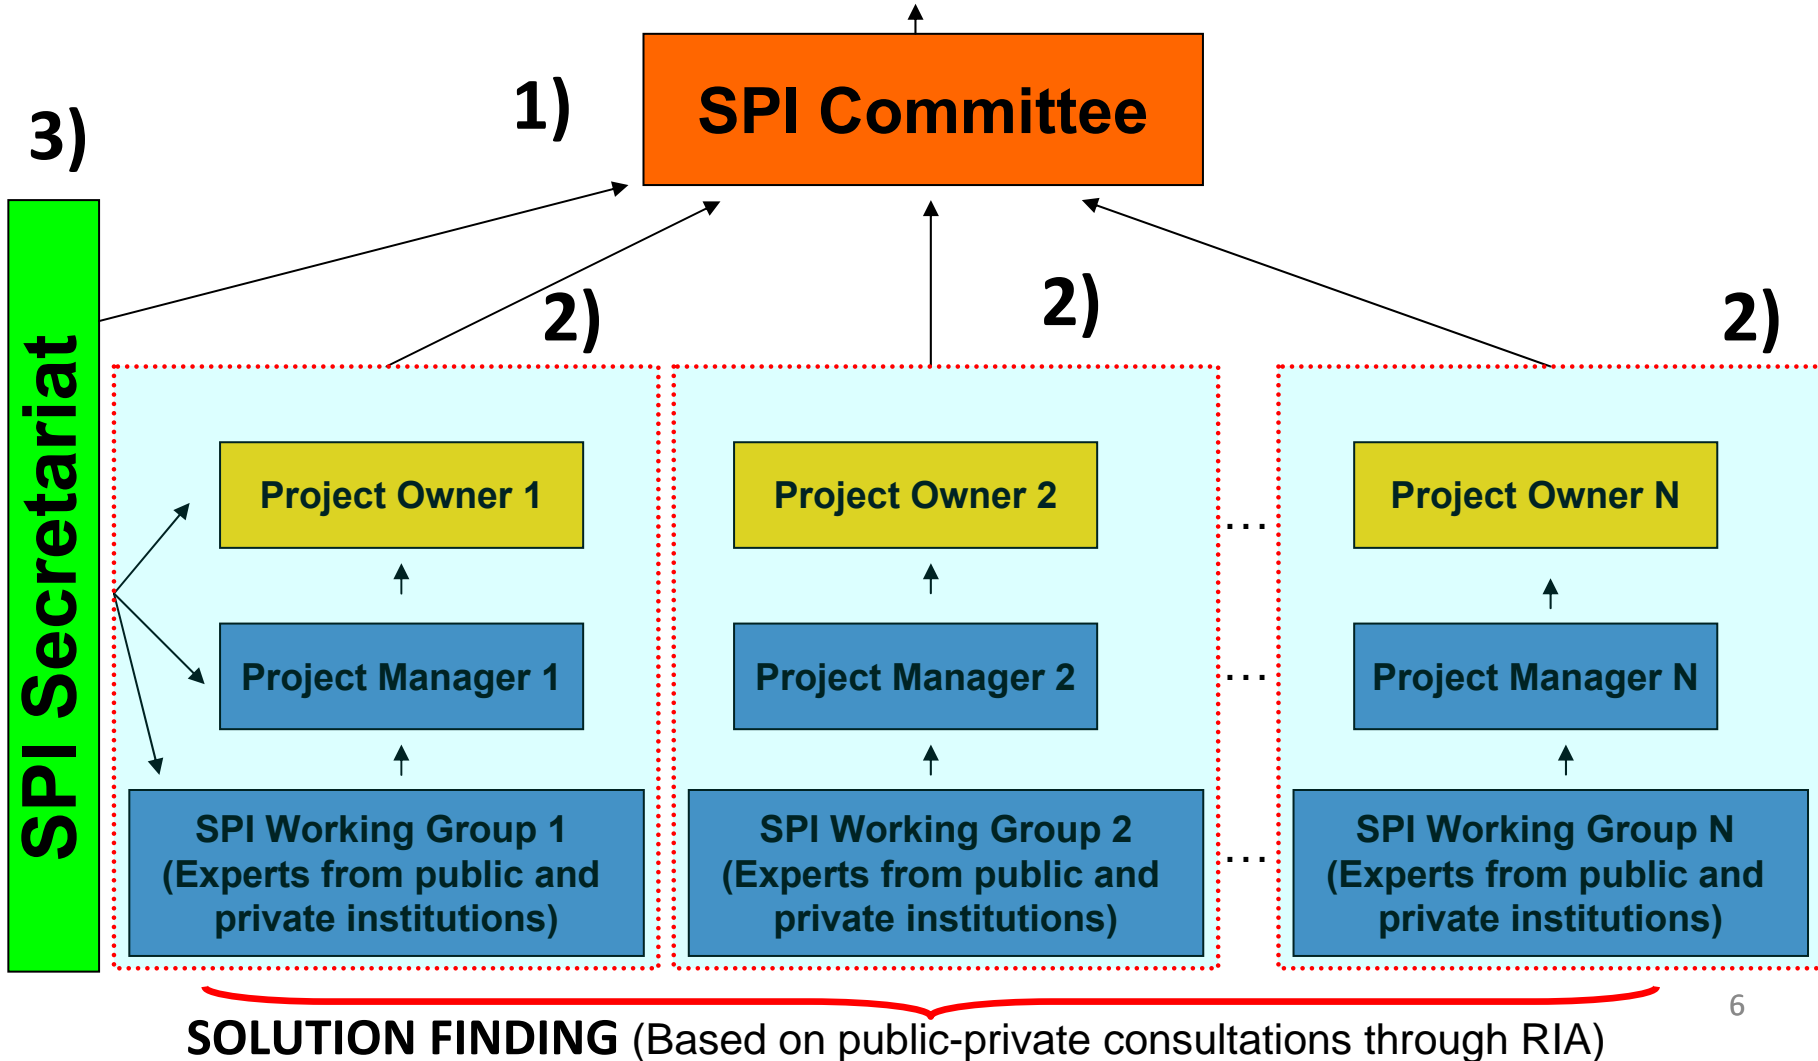 1)
SPI Committee
3)
SPI Secretariat
2)
2)
2)
Project Owner 1
Project Owner 2
...
Project Owner N
Project Manager 1
Project Manager 2
...
Project Manager N
SPI Working Group 1
(Experts from public and
private institutions)
SPI Working Group 2
(Experts from public and
private institutions)
...
SPI Working Group N
(Experts from public and
private institutions)
SOLUTION FINDING (Based on public-private consultations through RIA)
6